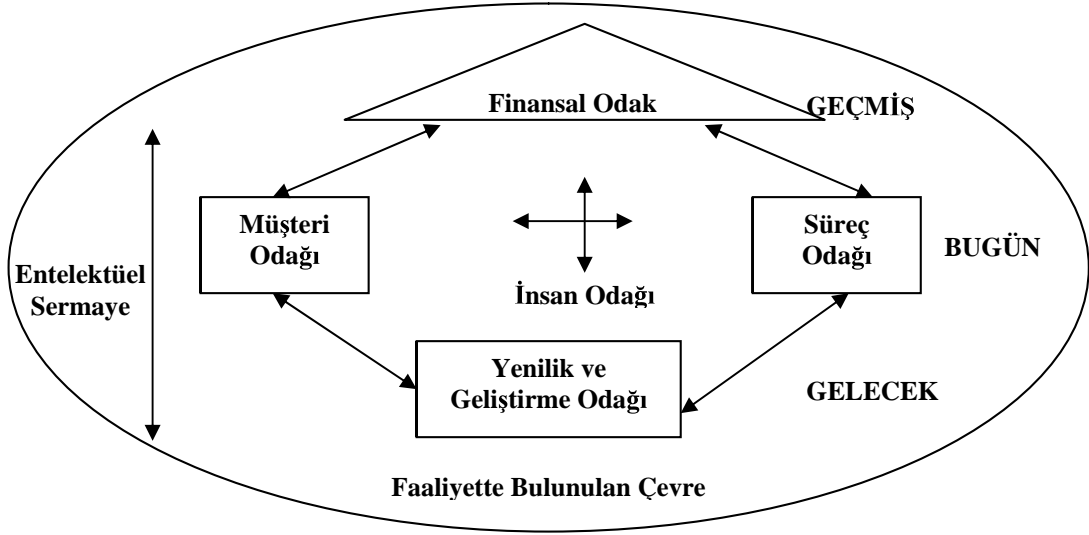 Finansal Odak
GEÇMİŞ
Müşteri
Odağı
Süreç
Odağı
BUGÜN
Entelektüel
Sermaye
İnsan Odağı
Yenilik ve
Geliştirme Odağı
GELECEK
Faaliyette Bulunulan Çevre